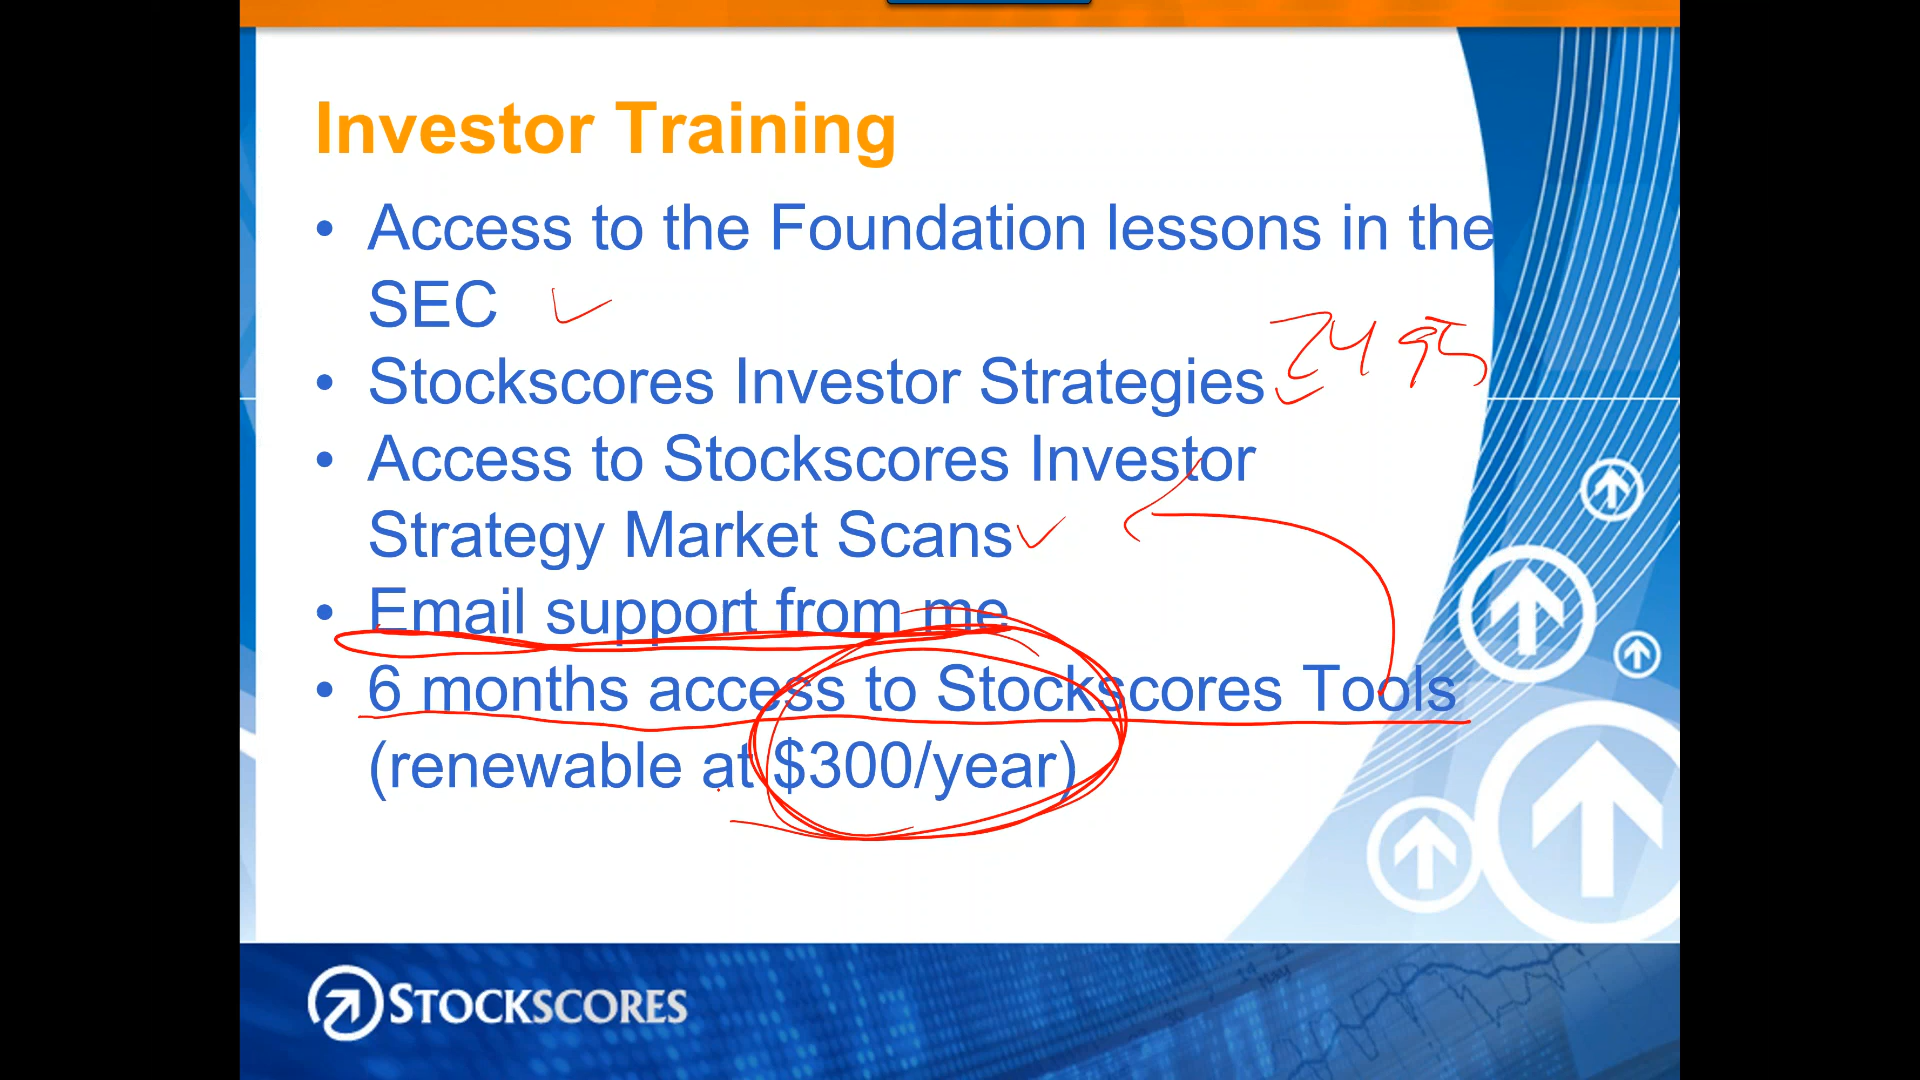 Investor Training
• Access to the Foundation lessons in the
SEC
2495
• Stockscores Investor Strategies
• Access to Stockscores Investor
Strategy Market Scans
• Email support from me
• 6 months access to Stockscores Tools
(renewable at $300/year)
STOCKSCORES